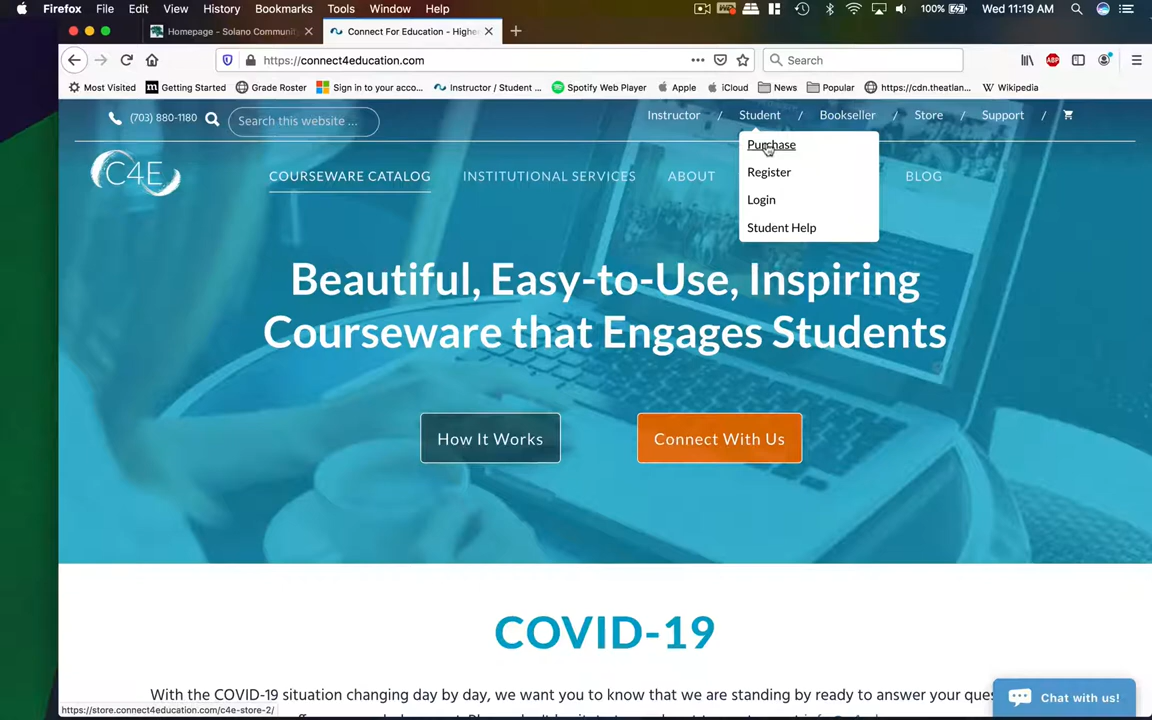 Firefox File Edit View History Bookmarks Tools Window Help 100% Wed 11:19 AM
Homepage - Solano Communit
Connect For Education - Highe
https://connect4education.com
Search
Most Visited Getting Started Grade Roster Sign in to your acco... Instructor / Student ... Spotify Web Player Apple iCloud News Popular https://cdn.theatlan... Wikipedia
(703) 880-1180 Search this website ... Instructor / Student / Bookseller / Store / Support /
Purchase
Register
Login
Student Help
C4E
COURSEWARE CATALOG INSTITUTIONAL SERVICES ABOUT BLOG
Beautiful, Easy-to-Use, Inspiring
Courseware that Engages Students
How It Works Connect With Us
COVID-19
With the COVID-19 situation changing day by day, we want you to know that we are standing by ready to answer your ques
Chat with us!
https://store.connect4education.com/c4e-store-2/